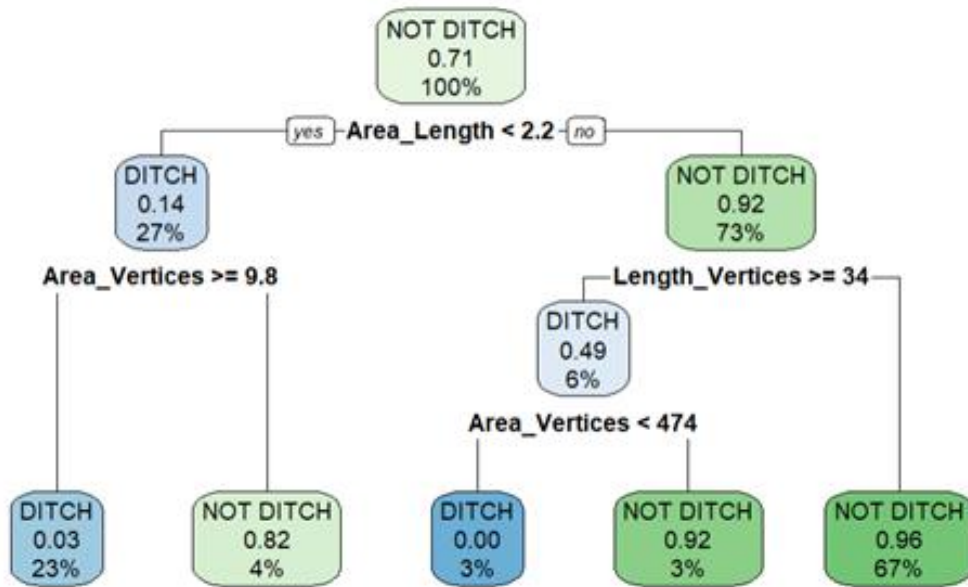 NOT DITCH
0.71
100%
yes Area_Length < 2.2 no
DITCH
0.14
27%
NOT DITCH
0.92
73%
Area_Vertices >= 9.8
Length_Vertices >= 34
DITCH
0.49
6%
Area_Vertices < 474
DITCH
0.03
23%
NOT DITCH
0.82
4%
DITCH
0.00
3%
NOT DITCH
0.92
3%
NOT DITCH
0.96
67%